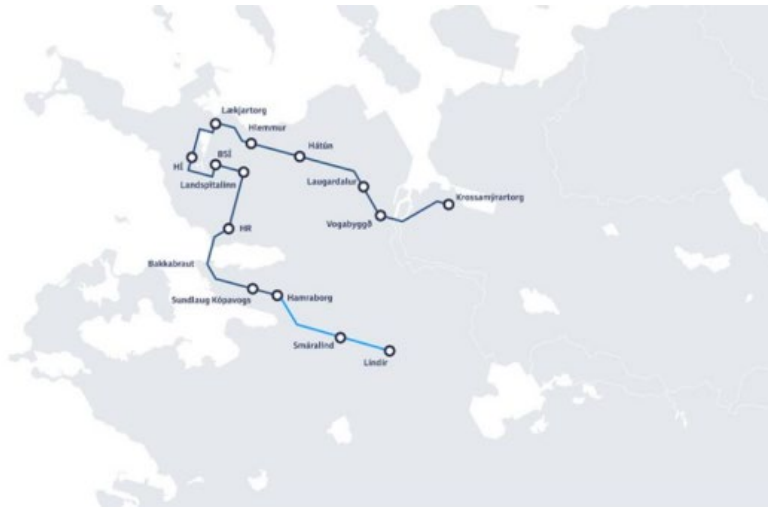 Lækjartorg
Hlemmur
Hátún
BSÍ
HÍ
Landspítalinn
Laugardalur
Krossamýrartorg
Vogabyggð
HR
Bakkabraut
Sundlaug Kópavogs
Hamraborg
Smáralind
Lindir